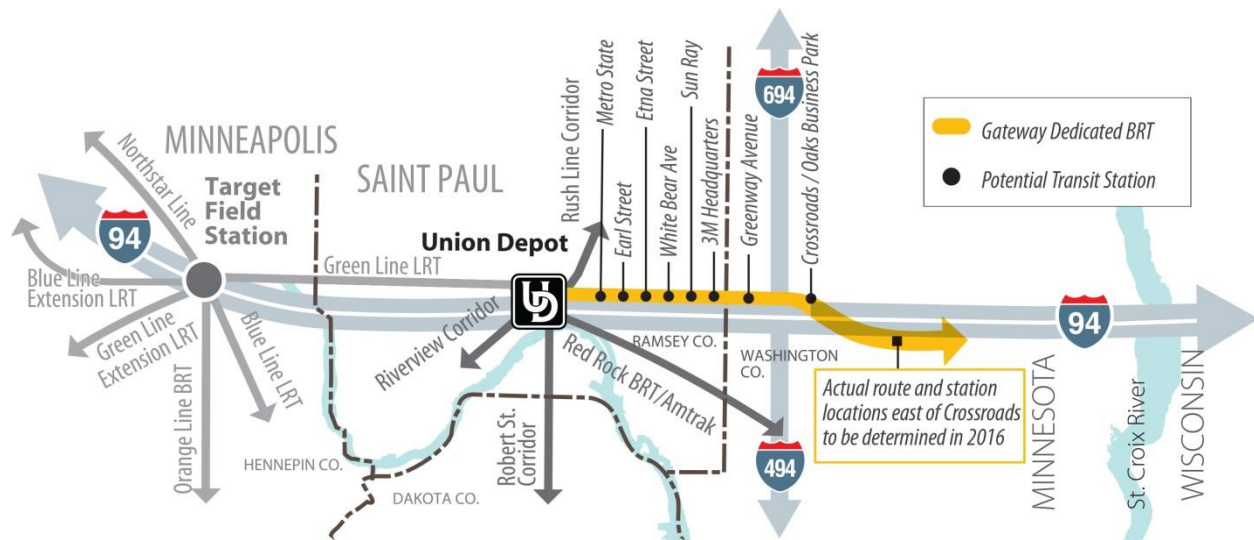 MINNEAPOLIS
SAINT PAUL
Northstar Line
Target
Field
Station
94
Blue Line
Extension LRT
Green Line
Extension LRT
Orange Line BRT
Blue Line LRT
Green Line LRT
HENNEPIN CO.
DAKOTA CO.
Union Depot
UD
Riverview Corridor
Robert St.
Corridor
Red Rock BRT/Amtrak
Rush Line Corridor
Metro State
Earl Street
Etna Street
White Bear Ave
Sun Ray
3M Headquarters
Greenway Avenue
Crossroads / Oaks Business Park
RAMSEY CO.
WASHINGTON
CO.
694
494
94
Gateway Dedicated BRT
Potential Transit Station
Actual route and station
locations east of Crossroads
to be determined in 2016
MINNESOTA
St. Croix River
WISCONSIN